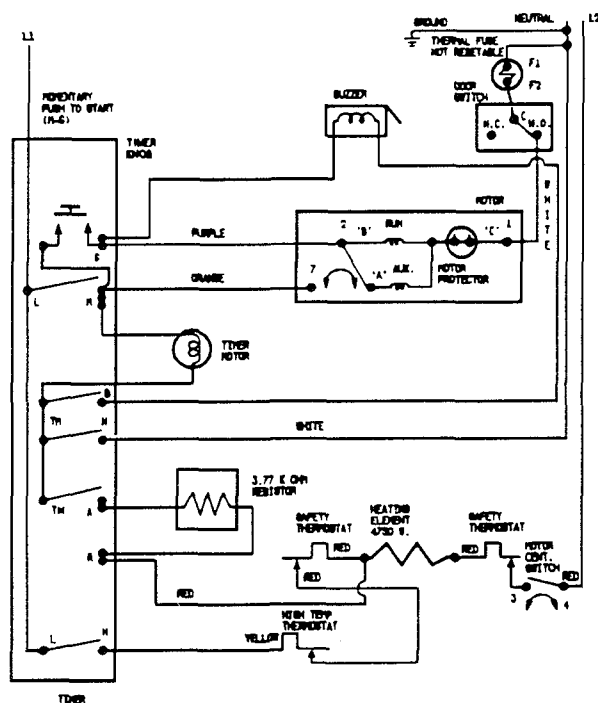 GROUND
NEUTRAL
L2
L1
THERMAL FUSE
NOT RESETABLE
F1
F2
DOOR
SWITCH
N.C.
C
N.O.
MOMENTARY
PUSH TO START
(M-G)
TIMER
KNOB
BUZZER
WHITE
MOTOR
PURPLE
2
'B'
RUN
'C'
1
ORANGE
7
'A'
AUX.
MOTOR
PROTECTOR
L
M
TIMER
MOTOR
B
TM
N
WHITE
3.77 K OHM
RESISTOR
TM
A
SAFETY
THERMOSTAT
HEATING
ELEMENT
SAFETY
THERMOSTAT
RED
RED
MOTOR
CENT.
SWITCH
R
RED
RED
3
4
RED
HIGH TEMP
THERMOSTAT
L
H
YELLOW
TIMER